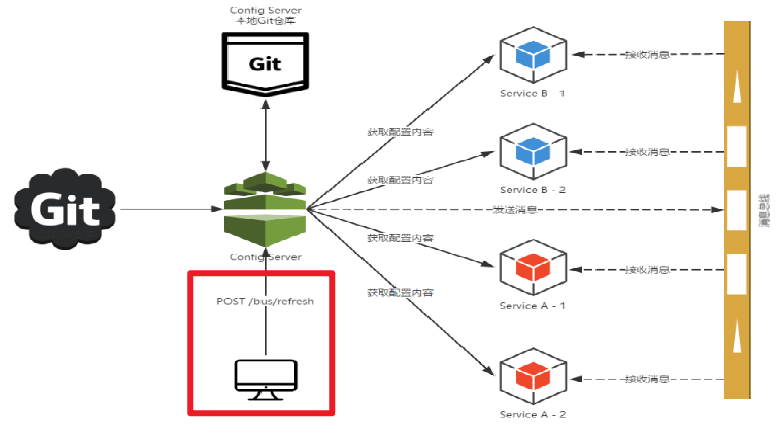 Config Server
本地Git仓库
Git
Service B - 1
接收消息
获取配置内容
Service B - 2
接收消息
获取配置内容
Git
发送消息
消息总线
Config Server
获取配置内容
Service A - 1
接收消息
获取配置内容
POST /bus/refresh
Service A - 2
接收消息